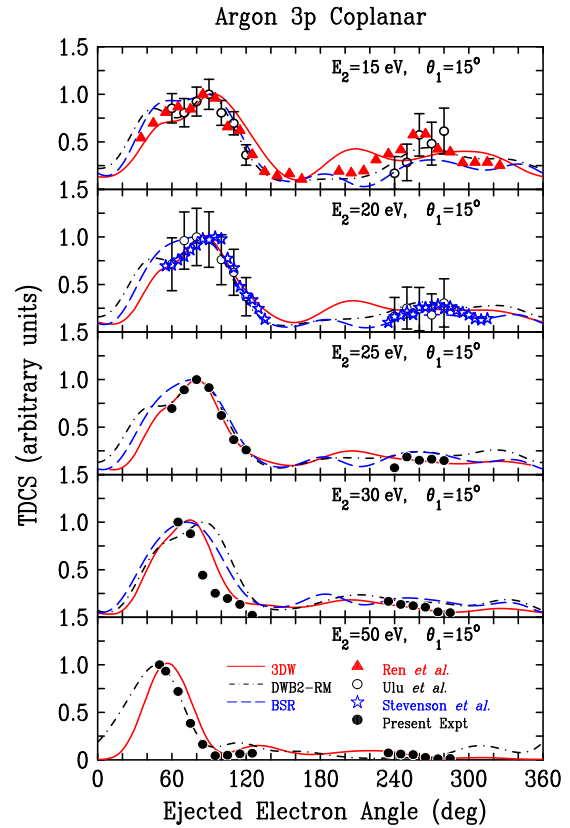 Argon 3p Coplanar
TDCS (arbitrary units)
1.5
E₂=15 eV, θ₁=15°
1.0
0.5
1.5
E₂=20 eV, θ₁=15°
1.0
0.5
1.5
E₂=25 eV, θ₁=15°
1.0
0.5
1.5
E₂=30 eV, θ₁=15°
1.0
0.5
1.5
E₂=50 eV, θ₁=15°
3DW
DWB2-RM
BSR
Ren et al.
Ulu et al.
Stevenson et al.
Present Expt
1.0
0.5
0
0 60 120 180 240 300 360
Ejected Electron Angle (deg)